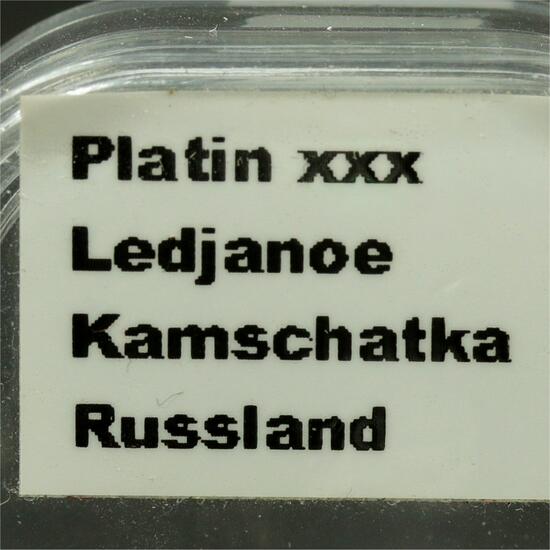 Platin xxx
Ledjanoe
Kamschatka
Russland